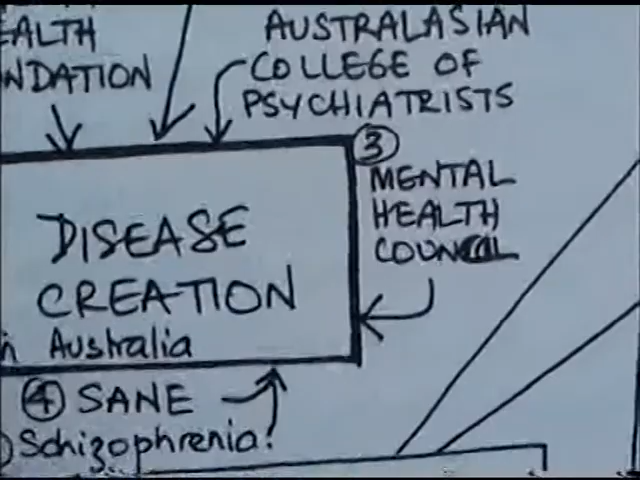 EALTH
NDATION
AUSTRALASIAN
COLLEGE OF
PSYCHIATRISTS
DISEASE
CREATION
n Australia
3
MENTAL
HEALTH
COUNCIL
4 SANE
) Schizophrenia?